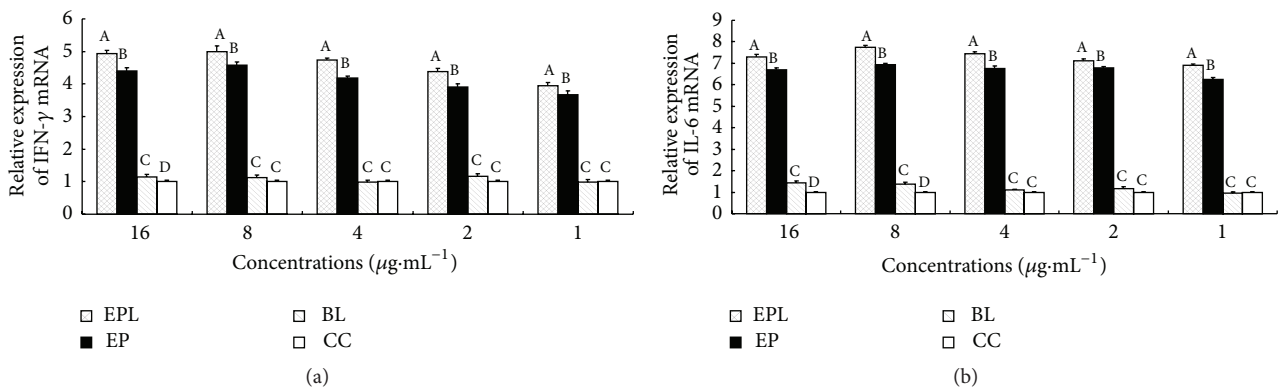 6
5
4
3
2
1
0
Relative expression
of IFN-γ mRNA
A
B
C
D
A
B
C
C
A
B
C
C
A
B
C
C
A
B
C
C
16
8
4
2
1
Concentrations (μg·mL⁻¹)
EPL
BL
EP
CC
(a)
9
8
7
6
5
4
3
2
1
0
Relative expression
of IL-6 mRNA
A
B
C
D
A
B
C
D
A
B
C
C
A
B
C
C
A
B
C
C
16
8
4
2
1
Concentrations (μg·mL⁻¹)
EPL
BL
EP
CC
(b)